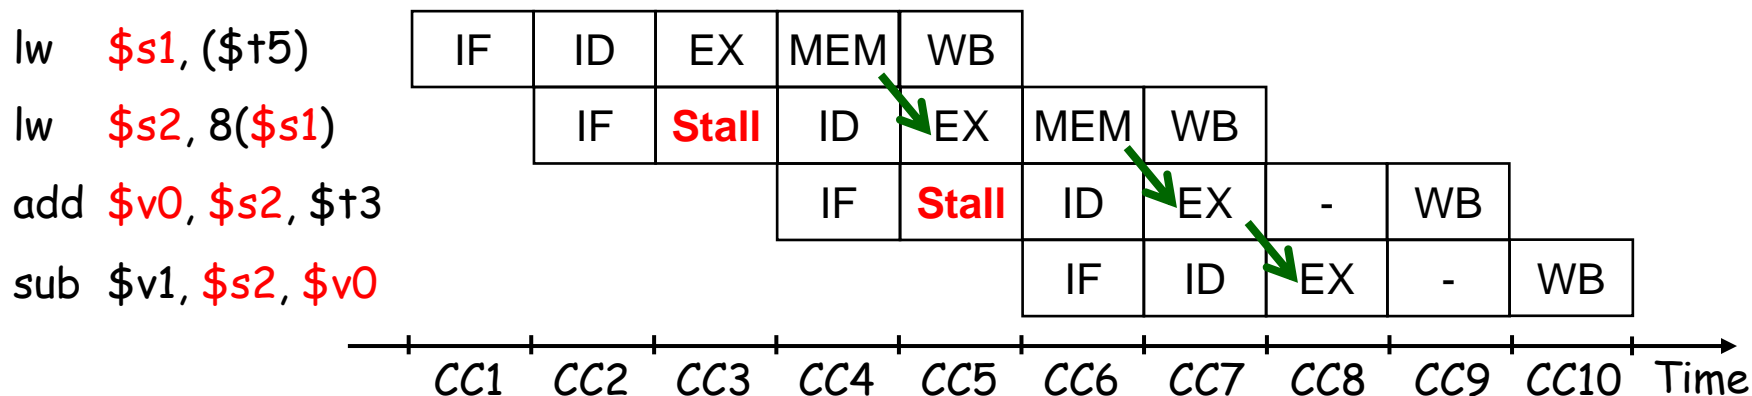 lw $s1, ($t5) IF ID EX MEM WB
lw $s2, 8($s1) IF Stall ID EX MEM WB
add $v0, $s2, $t3 IF Stall ID EX - WB
sub $v1, $s2, $v0 IF ID EX - WB
CC1 CC2 CC3 CC4 CC5 CC6 CC7 CC8 CC9 CC10 Time